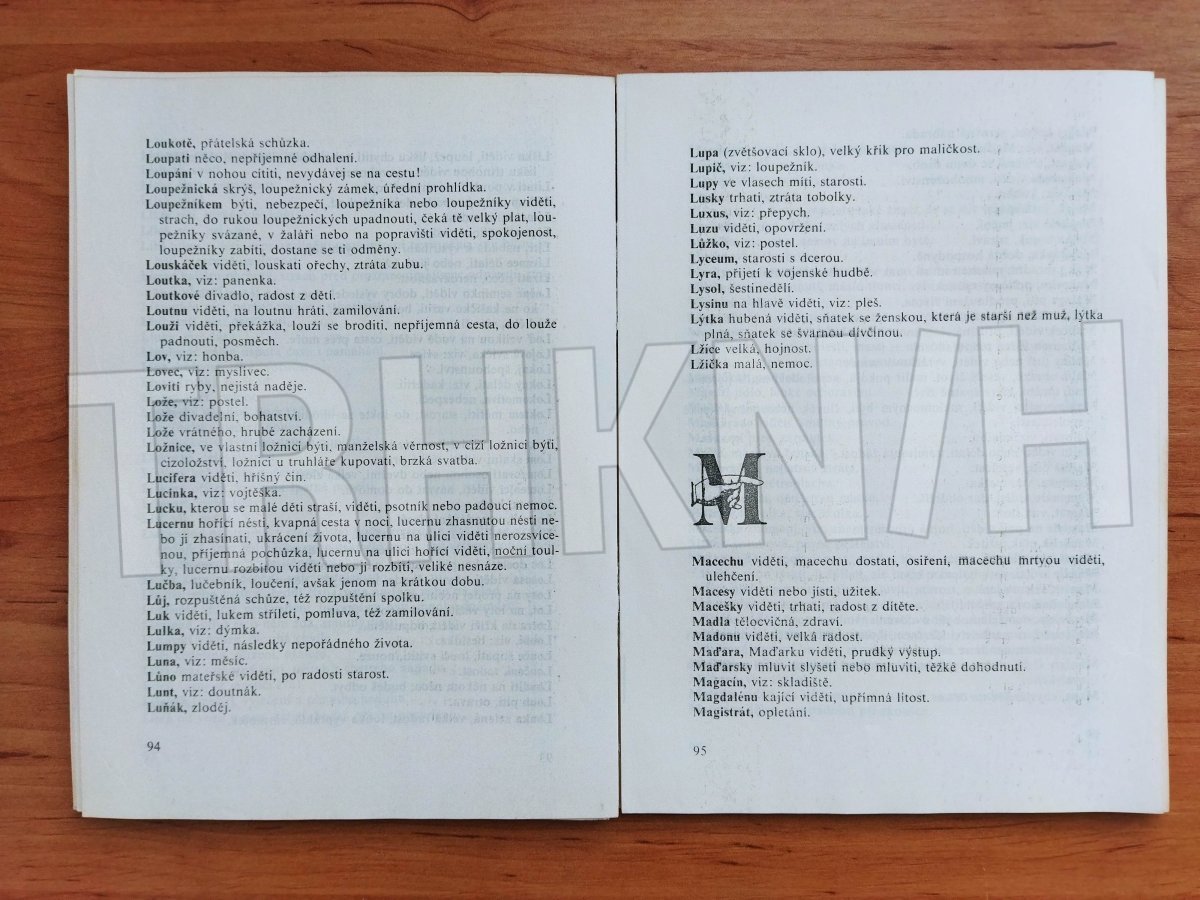 Loukotě, přátelská schůzka.
Loupati něco, nepříjemné odhalení.
Loupání v nohou cítiti, nevydávej se na cestu!
Loupežnická skrýš, loupežnický zámek, úřední prohlídka.
Loupežníkem býti, nebezpečí, loupežníka nebo loupežníky viděti,
strach, do rukou loupežnických upadnouti, čeká tě velký plat, lou-
pežníky svázané, v žaláři nebo na popravišti viděti, spokojenost,
loupežníky zabíti, dostane se ti odměny.
Louskáček viděti, louskati ořechy, ztráta zubu.
Loutka, viz: panenka.
Loutkové divadlo, radost z dětí.
Loutnu viděti, na loutnu hráti, zamilování.
Louži viděti, překážka, louží se broditi, nepříjemná cesta, do louže
padnouti, posměch.
Lov, viz: honba.
Lovec, viz: myslivec.
Loviti ryby, nejistá naděje.
Lože, viz: postel.
Lože divadelní, bohatství.
Lože vrátného, hrubé zacházení.
Ložnice, ve vlastní ložnici býti, manželská věrnost, v cizí ložnici býti,
cizoložství, ložnici u truhláře kupovati, brzká svatba.
Lucifera viděti, hříšný čin.
Lucinka, viz: vojtěška.
Lucku, kterou se malé děti straší, viděti, psotník nebo padoucí nemoc.
Lucernu hořící nésti, kvapná cesta v noci, lucernu zhasnutou nésti ne-
bo ji zhasínati, ukrácení života, lucernu na ulici viděti nerozsvíce-
nou, příjemná pochůzka, lucernu na ulici hořící viděti, noční toul-
ky, lucernu rozbitou viděti nebo ji rozbíti, veliké nesnáze.
Lučba, lučebník, loučení, avšak jenom na krátkou dobu.
Lůj, rozpuštěná schůze, též rozpuštění spolku.
Luk viděti, lukem stříleti, pomluva, též zamilování.
Lulka, viz: dýmka.
Lumpy viděti, následky nepořádného života.
Luna, viz: měsíc.
Lůno mateřské viděti, po radosti starost.
Lunt, viz: doutnák.
Luňák, zloděj.
94
Lupa (zvětšovací sklo), velký křik pro maličkost.
Lupič, viz: loupežník.
Lupy ve vlasech míti, starosti.
Lusky trhati, ztráta tobolky.
Luxus, viz: přepych.
Luzu viděti, opovržení.
Lůžko, viz: postel.
Lyceum, starosti s dcerou.
Lyra, přijetí k vojenské hudbě.
Lysol, šestinedělí.
Lysinu na hlavě viděti, viz: pleš.
Lýtka hubená viděti, sňatek se ženskou, která je starší než muž, lýtka
plná, sňatek se švarnou dívčinou.
Lžíce velká, hojnost.
Lžička malá, nemoc.
M
Macechu viděti, macechu dostati, osiření, macechu mrtvou viděti,
ulehčení.
Macesy viděti nebo jísti, užitek.
Macešky viděti, trhati, radost z dítěte.
Madla tělocvičná, zdraví.
Madonu viděti, velká radost.
Maďara, Maďarku viděti, prudký výstup.
Maďarsky mluvit slyšeti nebo mluviti, těžké dohodnutí.
Magacín, viz: skladiště.
Magdalénu kající viděti, upřímná lítost.
Magistrát, opletání.
95
TRHKNIH